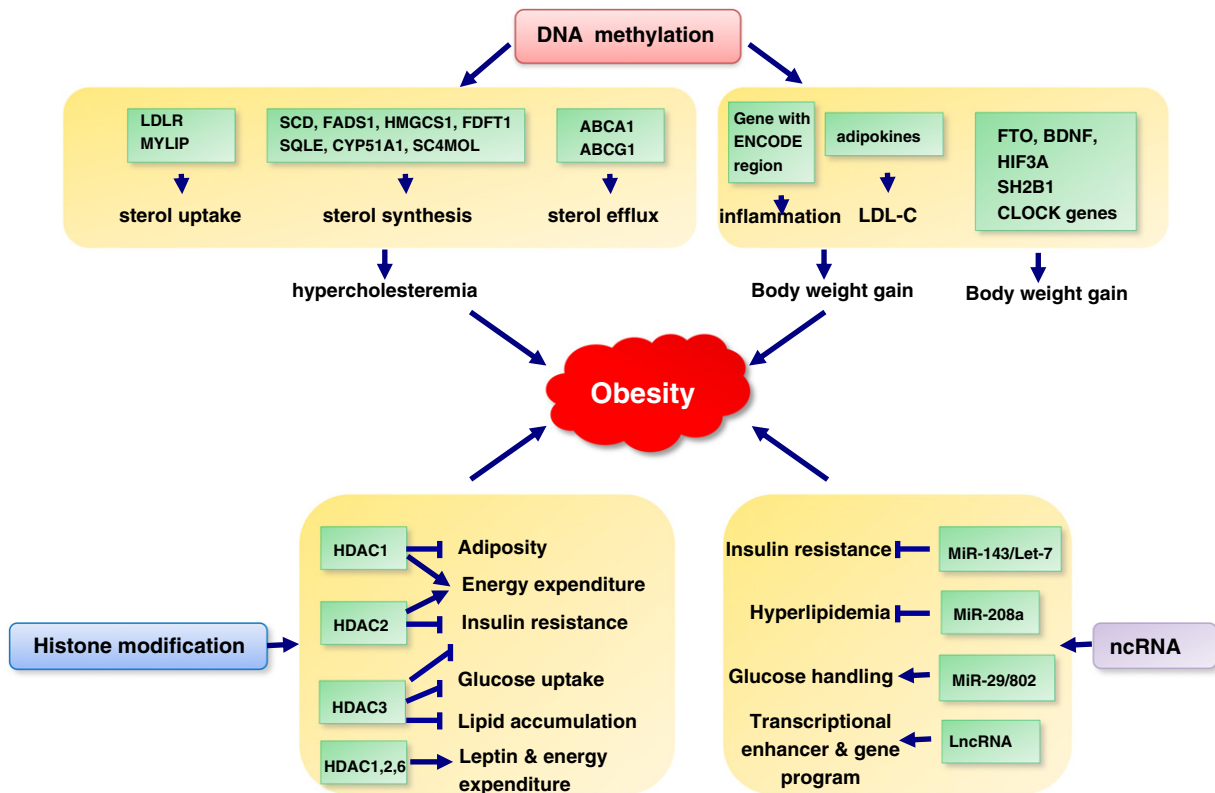 DNA methylation
LDLR
MYLIP
SCD, FADS1, HMGCS1, FDFT1
SQLE, CYP51A1, SC4MOL
ABCA1
ABCG1
sterol uptake
sterol synthesis
sterol efflux
hypercholesteremia
Gene with
ENCODE
region
adipokines
FTO, BDNF,
HIF3A
SH2B1
CLOCK genes
inflammation
LDL-C
Body weight gain
Body weight gain
Obesity
Histone modification
HDAC1
Adiposity
Energy expenditure
HDAC2
Insulin resistance
HDAC3
Glucose uptake
Lipid accumulation
HDAC1,2,6
Leptin & energy
expenditure
Insulin resistance
MiR-143/Let-7
Hyperlipidemia
MiR-208a
Glucose handling
MiR-29/802
Transcriptional
enhancer & gene
program
LncRNA
ncRNA